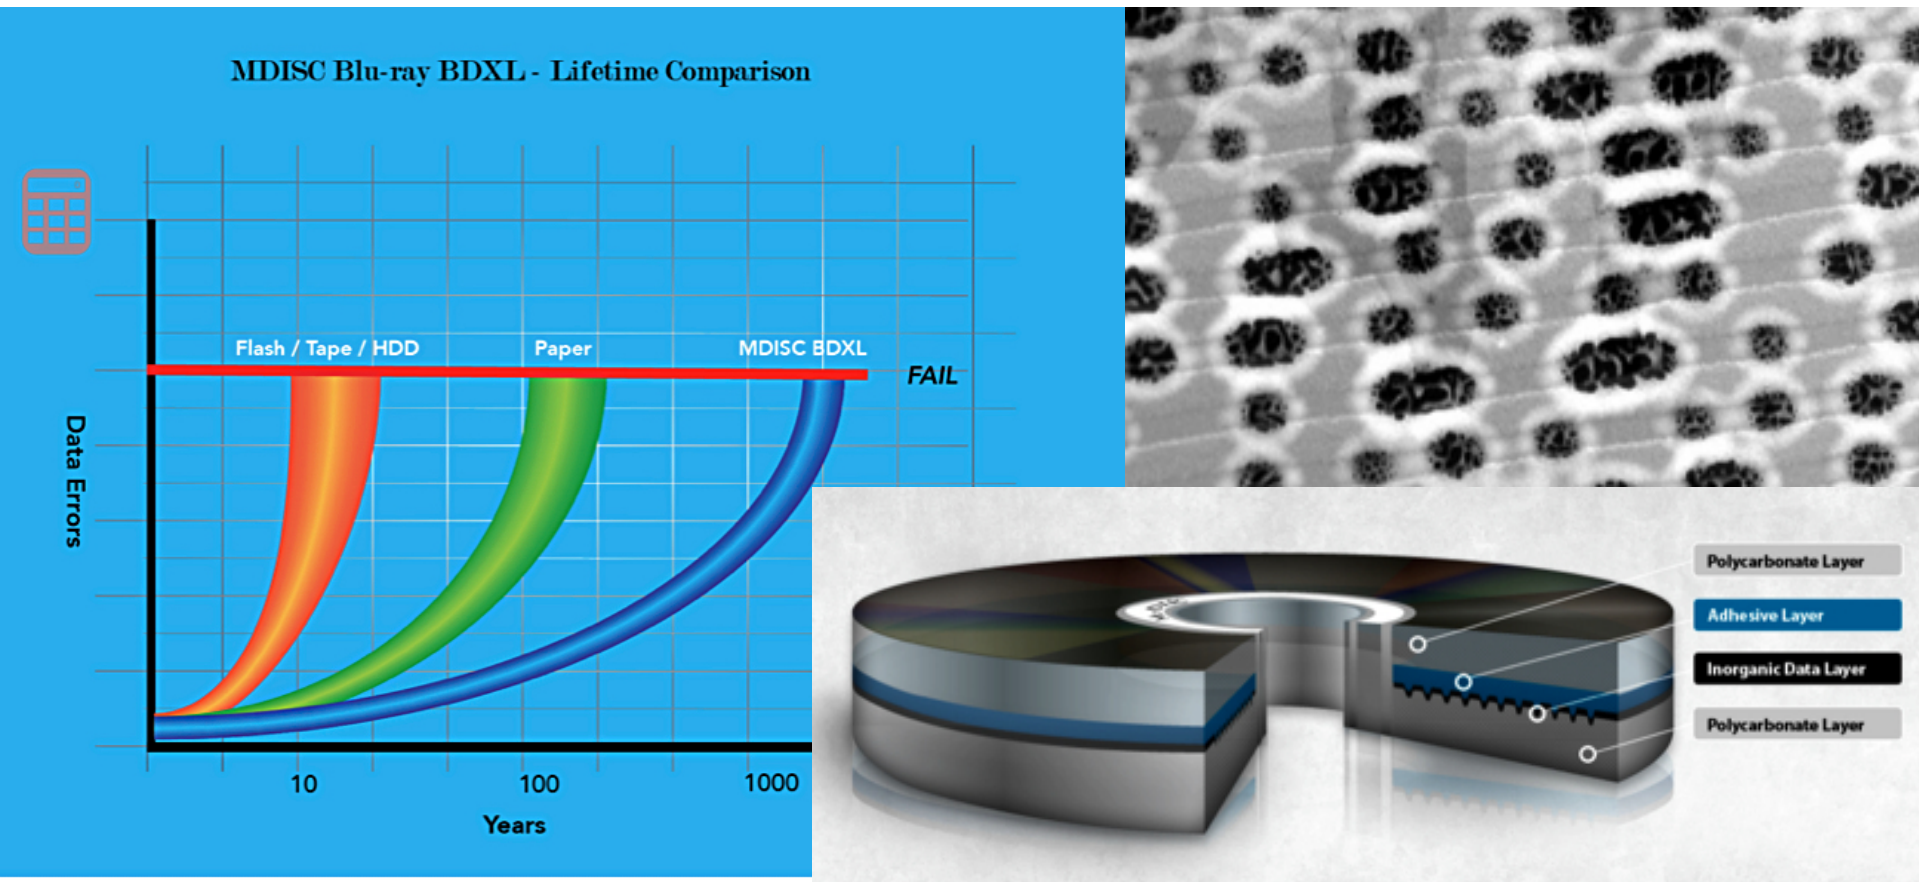 MDISC Blu-ray BDXL - Lifetime Comparison
Flash / Tape / HDD
Paper
MDISC BDXL
FAIL
Data Errors
10
100
1000
Years
Polycarbonate Layer
Adhesive Layer
Inorganic Data Layer
Polycarbonate Layer